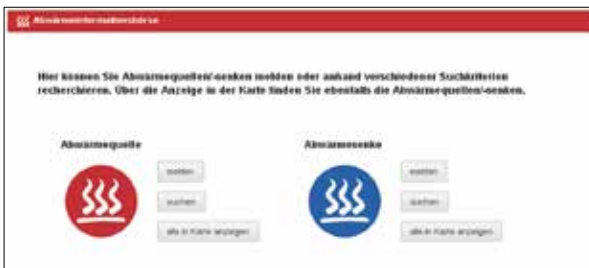 Abwärmeinformationsbörse
Hier können Sie Abwärmequellen/-senken melden oder anhand verschiedener Suchkriterien
recherchieren. Über die Anzeige in der Karte finden Sie ebenfalls die Abwärmequellen/-senken.
Abwärmequelle
Abwärmesenke
melden
melden
suchen
suchen
alle in Karte anzeigen
alle in Karte anzeigen